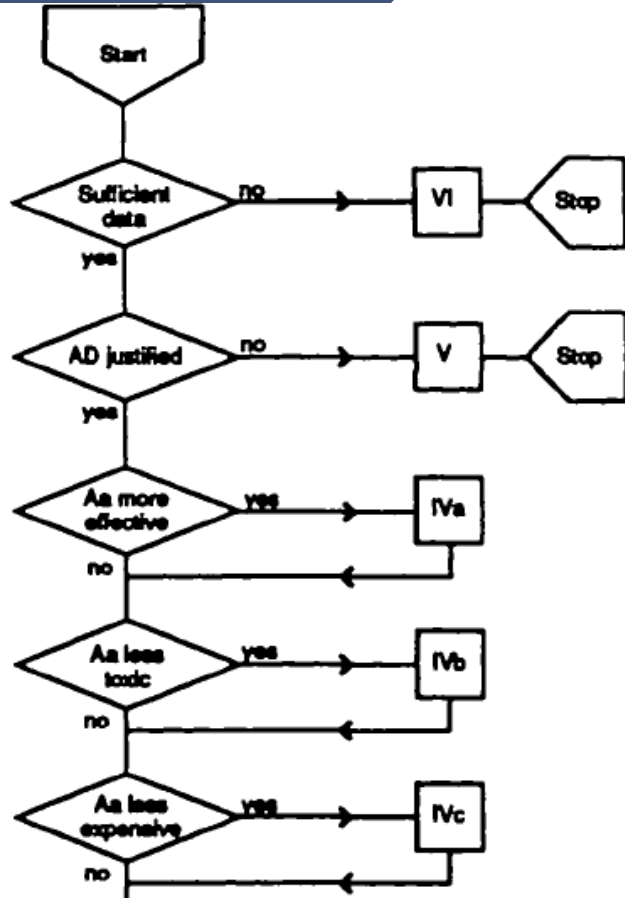 Start
Sufficient
data
no
VI
Stop
yes
AD justified
no
V
Stop
yes
Aa more
effective
yes
IVa
no
Aa less
toxic
yes
IVb
no
Aa less
expensive
yes
IVc
no